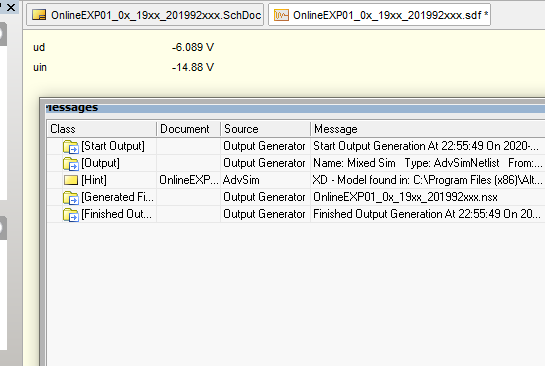 OnlineEXP01_0x_19xx_201992xxx.SchDoc OnlineEXP01_0x_19xx_201992xxx.sdf *
ud -6.089 V
uin -14.88 V
Messages
Class Document Source Message
[Start Output] Output Generator Start Output Generation At 22:55:49 On 2020-
[Output] Output Generator Name: Mixed Sim Type: AdvSimNetlist From:...
[Hint] OnlineEXP... AdvSim XD - Model found in: C:\Program Files (x86)\Alt...
[Generated Fi... Output Generator OnlineEXP01_0x_19xx_201992xxx.nsx
[Finished Out... Output Generator Finished Output Generation At 22:55:49 On 20...